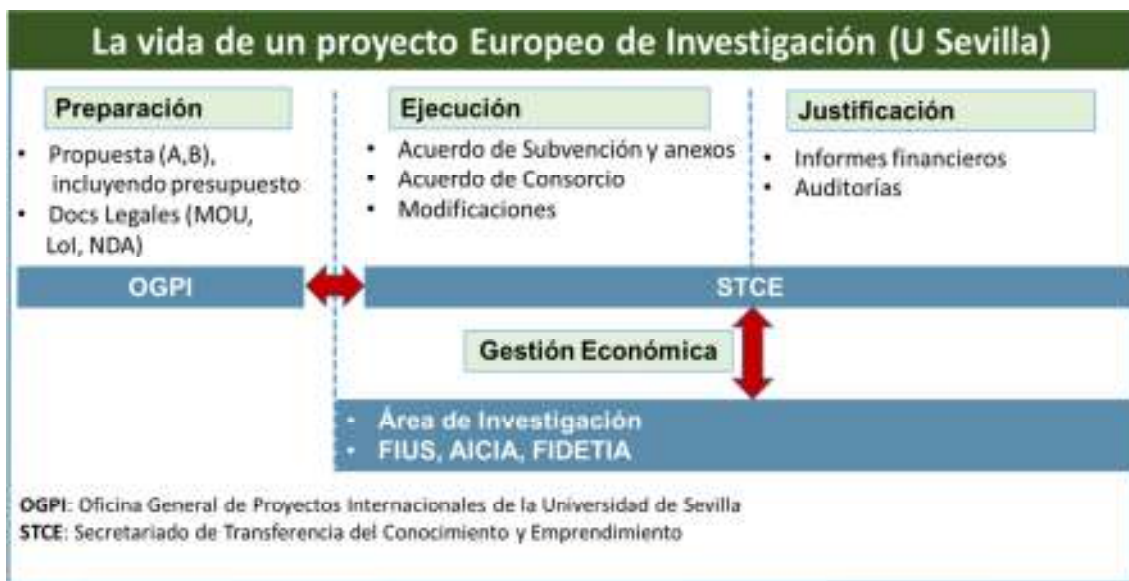 La vida de un proyecto Europeo de Investigación (U Sevilla)
Preparación
• Propuesta (A,B),
incluyendo presupuesto
• Docs Legales (MOU,
LoI, NDA)
Ejecución
• Acuerdo de Subvención y anexos
• Acuerdo de Consorcio
• Modificaciones
Justificación
• Informes financieros
• Auditorías
OGPI
STCE
Gestión Económica
• Área de Investigación
• FIUS, AICIA, FIDETIA
OGPI: Oficina General de Proyectos Internacionales de la Universidad de Sevilla
STCE: Secretariado de Transferencia del Conocimiento y Emprendimiento